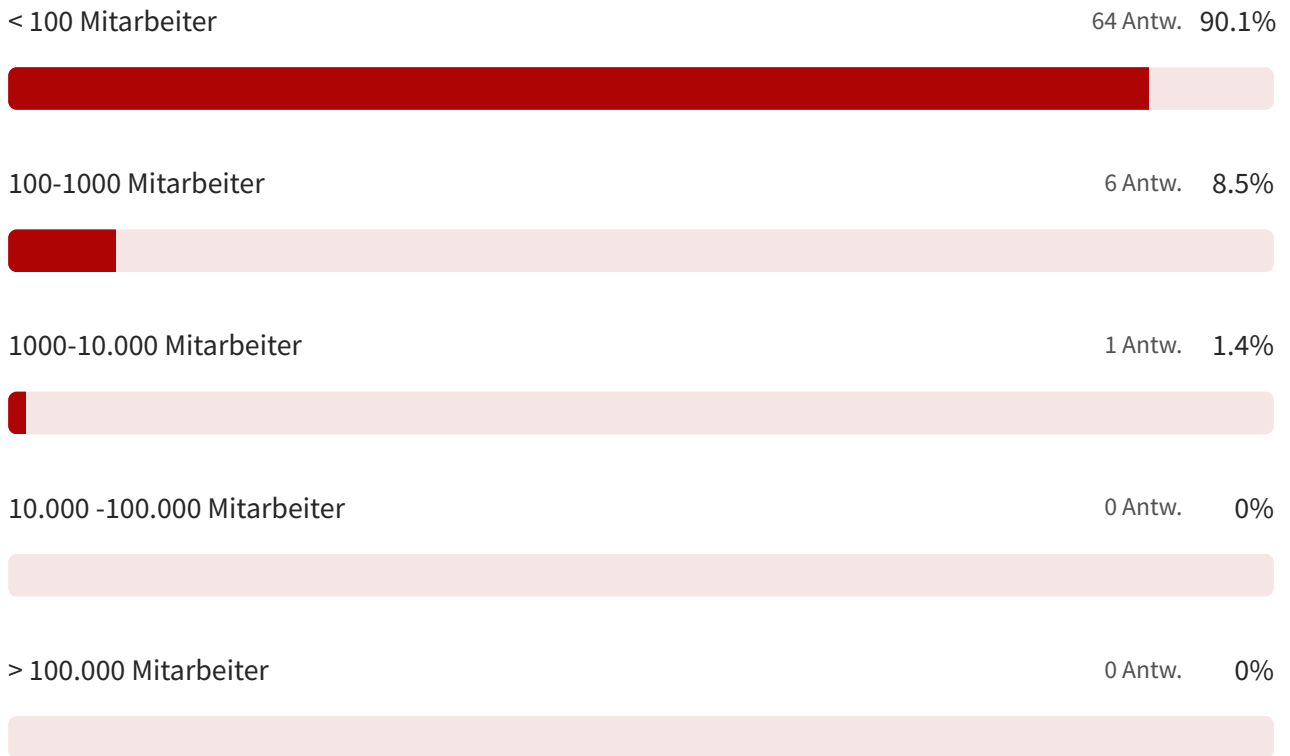 < 100 Mitarbeiter 64 Antw. 90.1%
100-1000 Mitarbeiter 6 Antw. 8.5%
1000-10.000 Mitarbeiter 1 Antw. 1.4%
10.000 -100.000 Mitarbeiter 0 Antw. 0%
> 100.000 Mitarbeiter 0 Antw. 0%